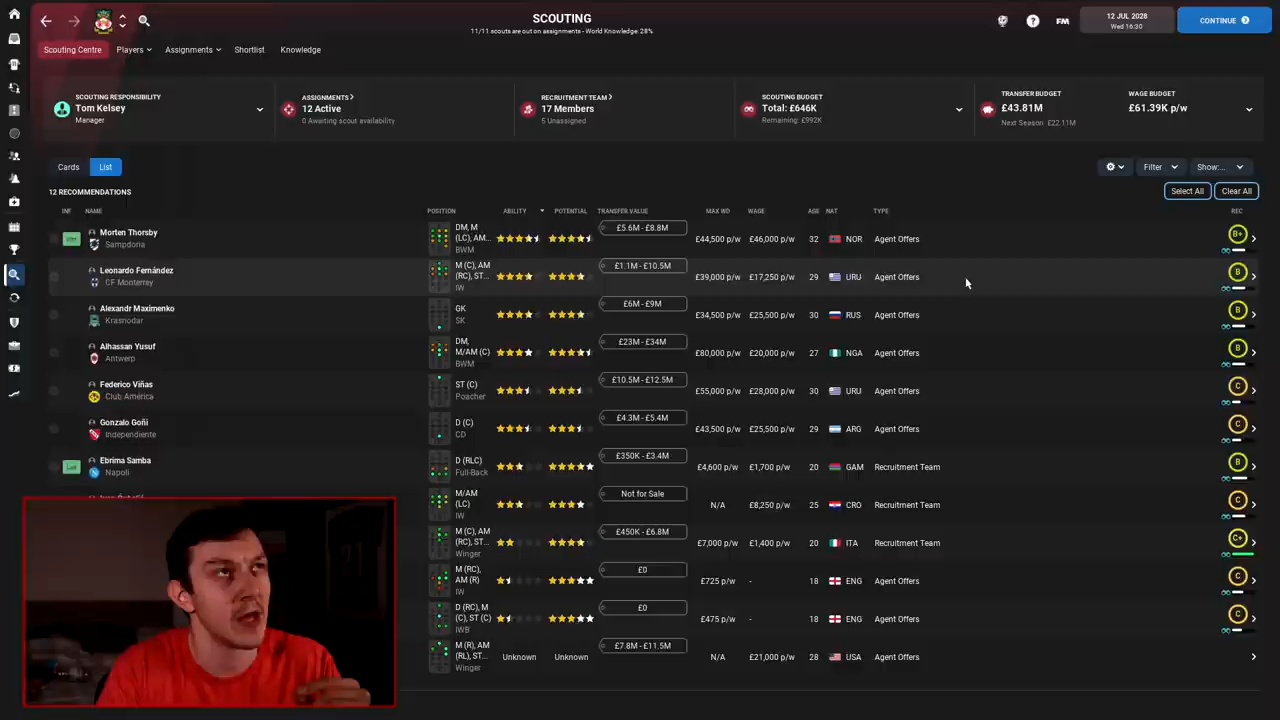 SCOUTING
11/11 scouts are out on assignments - World Knowledge: 28%
FM
12 JUL 2028
Wed 16:30
CONTINUE
Scouting Centre
Players
Assignments
Shortlist
Knowledge
SCOUTING RESPONSIBILITY
Tom Kelsey
Manager
ASSIGNMENTS
12 Active
0 Awaiting scout availability
RECRUITMENT TEAM
17 Members
5 Unassigned
SCOUTING BUDGET
Total: £646K
Remaining: £992K
TRANSFER BUDGET
£43.81M
Next Season £22.11M
WAGE BUDGET
£61.39K p/w
Cards
List
Filter
Show:...
12 RECOMMENDATIONS
Select All
Clear All
INF NAME POSITION ABILITY POTENTIAL TRANSFER VALUE MAX WD WAGE AGE NAT TYPE REC
Morten Thorsby
Sampdoria
DM, M
(LC), AM...
BWM
£5.6M - £8.8M
£44,500 p/w £46,000 p/w 32 NOR Agent Offers B+
Leonardo Fernández
CF Monterrey
M (C), AM
(RC), ST...
IW
£1.1M - £10.5M
£39,000 p/w £17,250 p/w 29 URU Agent Offers B
Alexandr Maximenko
Krasnodar
GK
SK
£6M - £9M
£34,500 p/w £25,500 p/w 30 RUS Agent Offers B
Alhassan Yusuf
Antwerp
DM,
M/AM (C)
BWM
£23M - £34M
£80,000 p/w £20,000 p/w 27 NGA Agent Offers B
Federico Viñas
Club América
ST (C)
Poacher
£10.5M - £12.5M
£55,000 p/w £28,000 p/w 30 URU Agent Offers C
Gonzalo Goñi
Independiente
D (C)
CD
£4.3M - £5.4M
£43,500 p/w £25,500 p/w 29 ARG Agent Offers C
Ebrima Samba
Napoli
D (RLC)
Full-Back
£350K - £3.4M
£4,600 p/w £1,700 p/w 20 GAM Recruitment Team B
M/AM
(LC)
IW
Not for Sale
N/A £8,250 p/w 25 CRO Recruitment Team C
M (C), AM
(RC), ST...
Winger
£450K - £6.8M
£7,000 p/w £1,400 p/w 20 ITA Recruitment Team C+
M (RC),
AM (R)
IW
£0
£725 p/w - 18 ENG Agent Offers C
D (RC), M
(C), ST (C)
IWB
£0
£475 p/w - 18 ENG Agent Offers C
M (R), AM
(RL), ST...
Winger
Unknown Unknown
£7.8M - £11.5M
N/A £21,000 p/w 28 USA Agent Offers